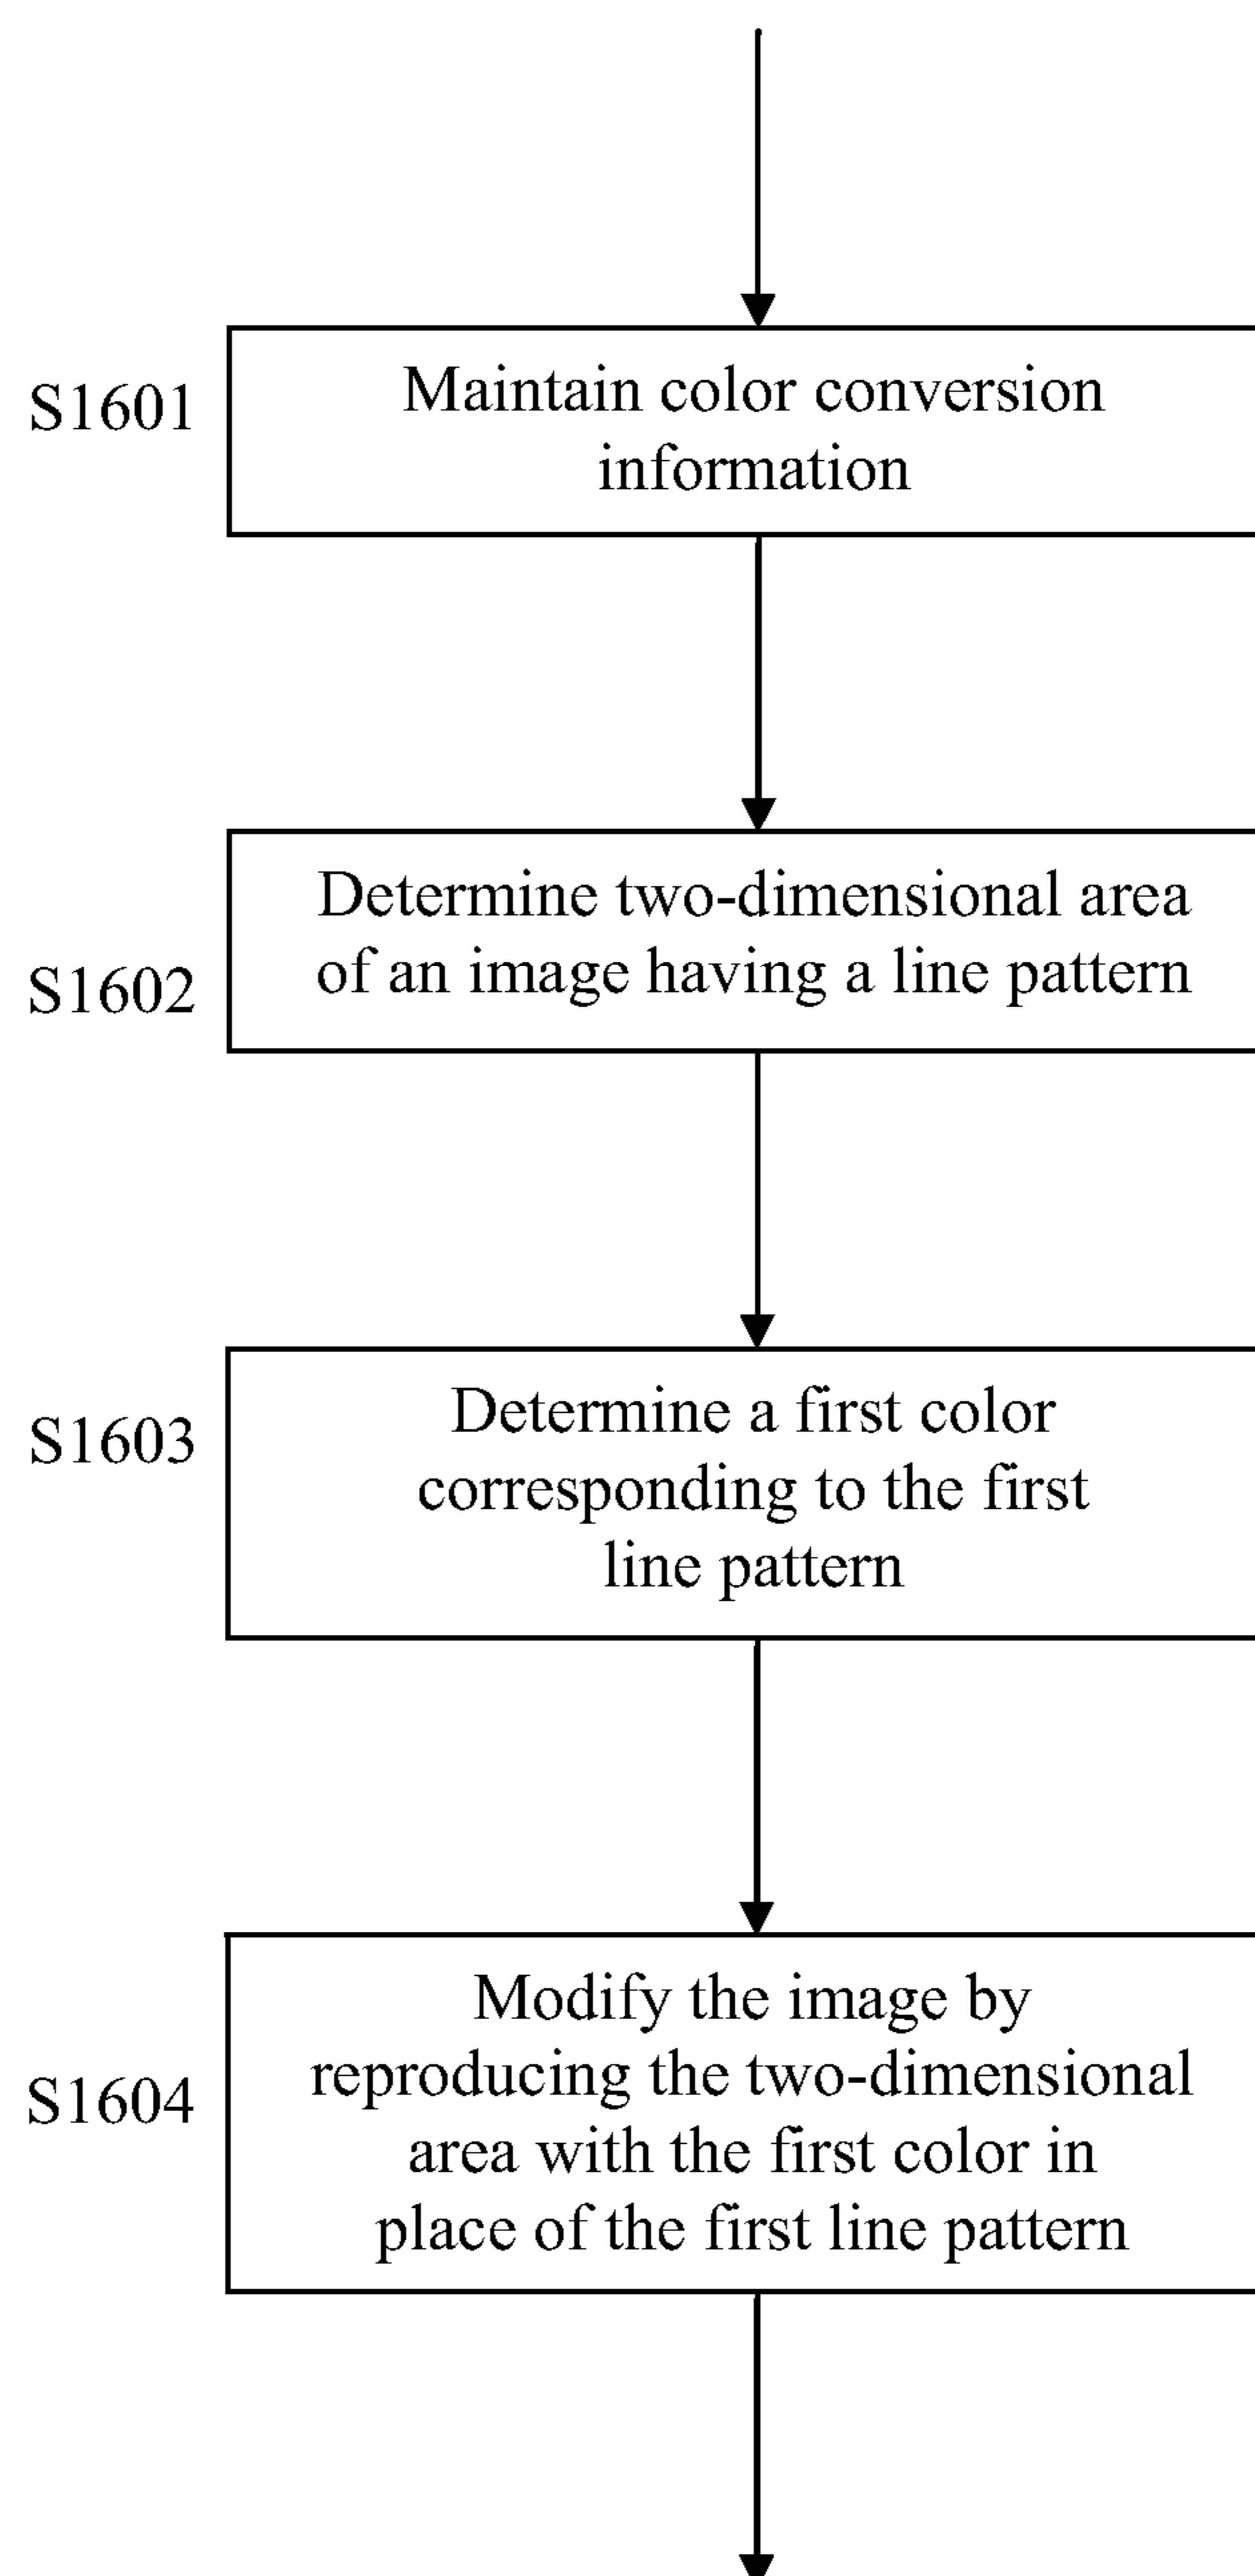 S1601
Maintain color conversion
information
S1602
Determine two-dimensional area
of an image having a line pattern
S1603
Determine a first color
corresponding to the first
line pattern
S1604
Modify the image by
reproducing the two-dimensional
area with the first color in
place of the first line pattern